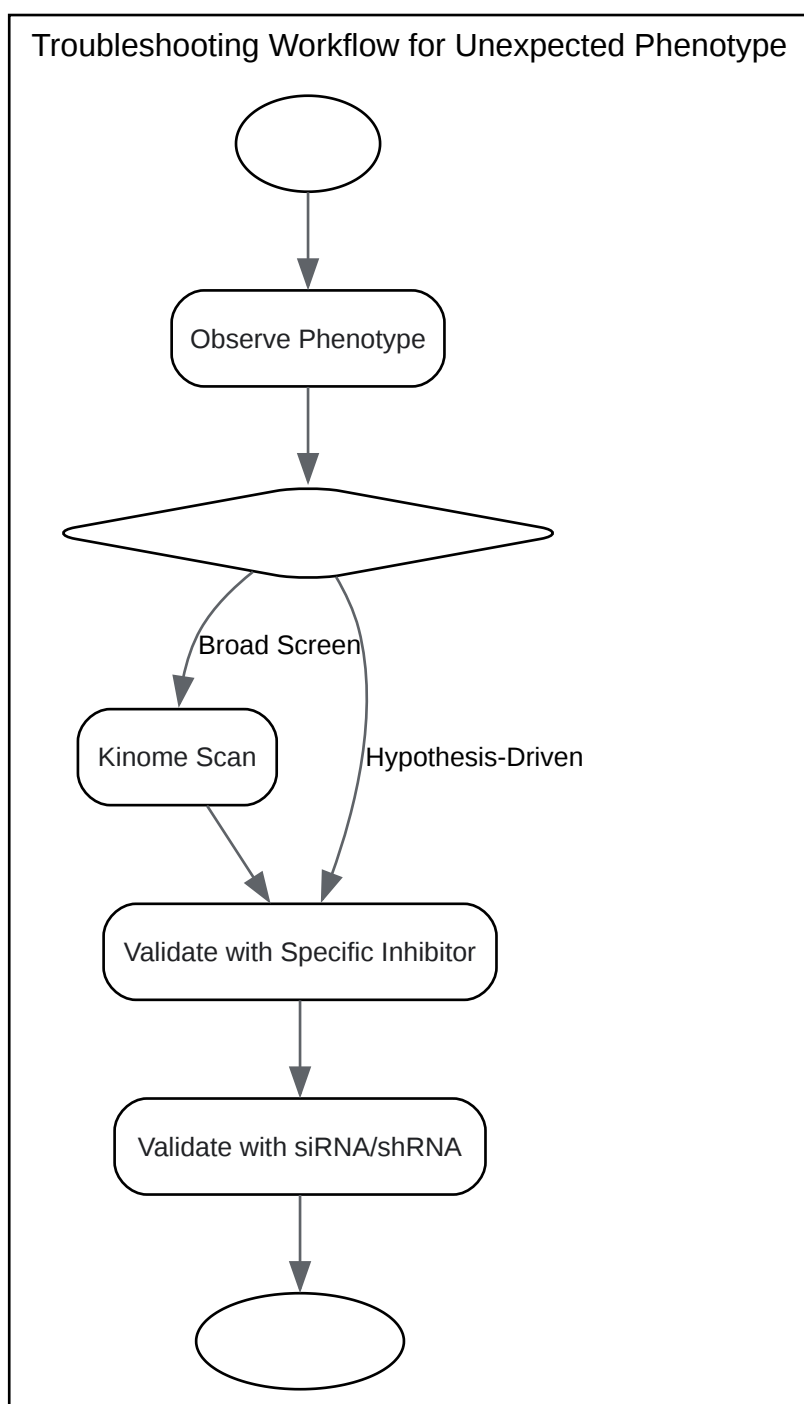 Troubleshooting Workflow for Unexpected Phenotype
Observe Phenotype
Broad Screen
Kinome Scan
Hypothesis-Driven
Validate with Specific Inhibitor
Validate with siRNA/shRNA